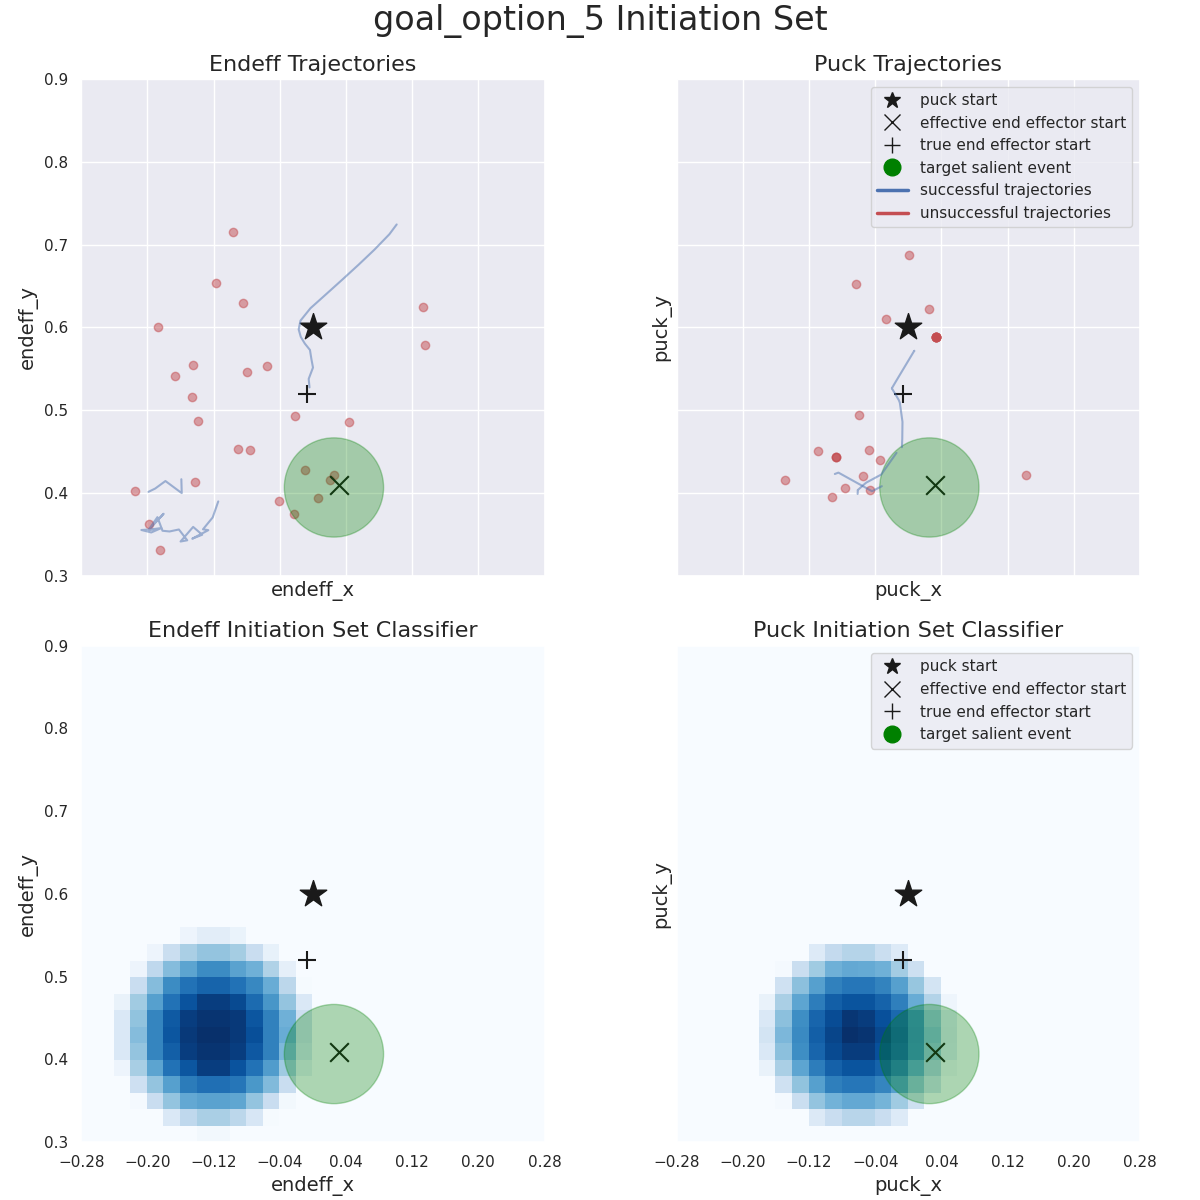 goal_option_5 Initiation Set
Endeff Trajectories
0.9
0.8
0.7
0.6
0.5
0.4
0.3
endeff_y
endeff_x
Puck Trajectories
puck start
effective end effector start
true end effector start
target salient event
successful trajectories
unsuccessful trajectories
puck_y
puck_x
Endeff Initiation Set Classifier
0.9
0.8
0.7
0.6
0.5
0.4
0.3
endeff_y
−0.28 −0.20 −0.12 −0.04 0.04 0.12 0.20 0.28
endeff_x
Puck Initiation Set Classifier
puck start
effective end effector start
true end effector start
target salient event
puck_y
−0.28 −0.20 −0.12 −0.04 0.04 0.12 0.20 0.28
puck_x